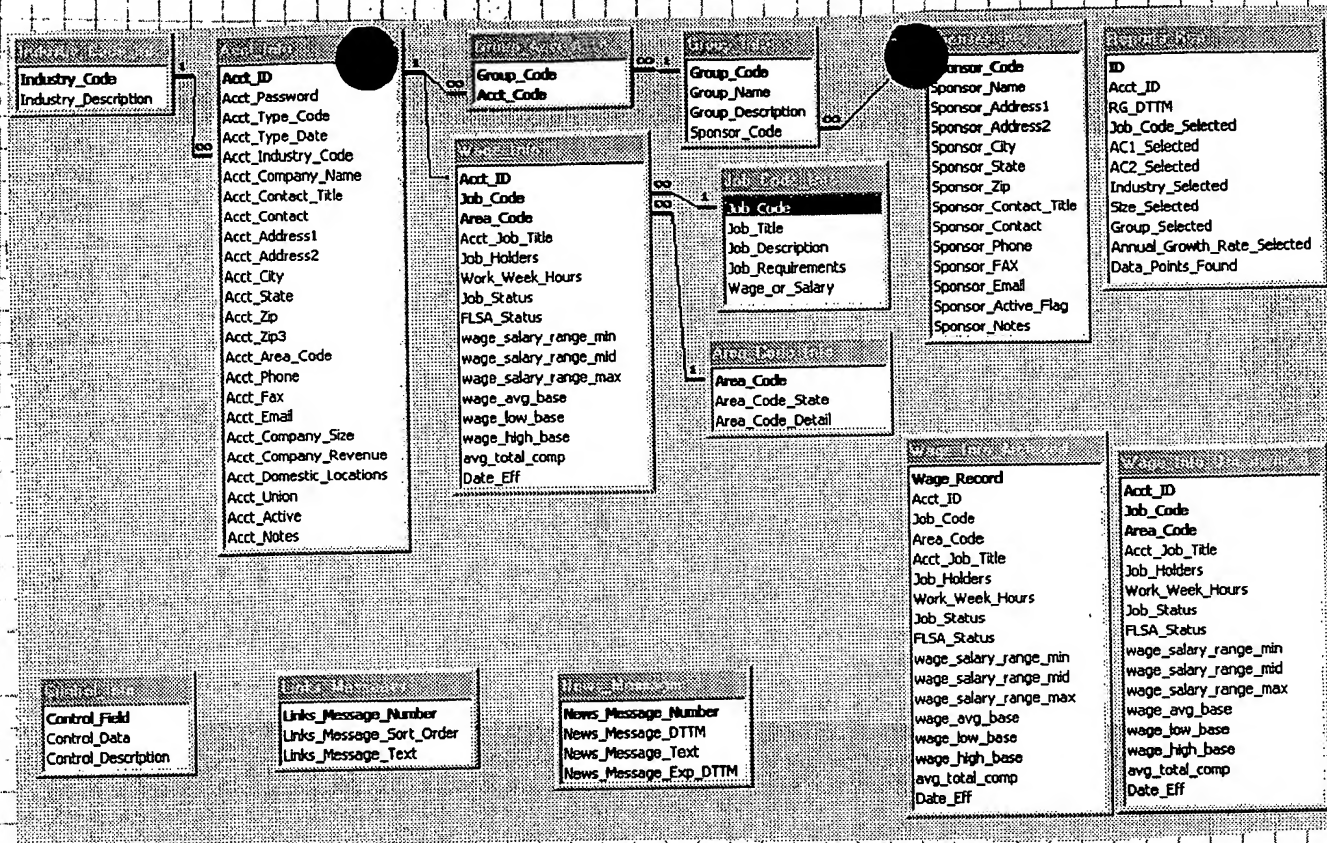 Industry_Code
Industry_Description
1
∞
Acct_ID
Acct_Password
Acct_Type_Code
Acct_Type_Date
Acct_Industry_Code
Acct_Company_Name
Acct_Contact_Title
Acct_Contact
Acct_Address1
Acct_Address2
Acct_City
Acct_State
Acct_Zip
Acct_Zip3
Acct_Area_Code
Acct_Phone
Acct_Fax
Acct_Email
Acct_Company_Size
Acct_Company_Revenue
Acct_Domestic_Locations
Acct_Union
Acct_Active
Acct_Notes
1
∞
Group_Code
Acct_Code
∞
1
Group_Code
Group_Name
Group_Description
Sponsor_Code
∞
Sponsor_Name
Sponsor_Address1
Sponsor_Address2
Sponsor_City
Sponsor_State
Sponsor_Zip
Sponsor_Contact_Title
Sponsor_Contact
Sponsor_Phone
Sponsor_FAX
Sponsor_Email
Sponsor_Active_Flag
Sponsor_Notes
ID
Acct_ID
RG_DTTM
Job_Code_Selected
AC1_Selected
AC2_Selected
Industry_Selected
Size_Selected
Group_Selected
Annual_Growth_Rate_Selected
Data_Points_Found
Acct_ID
Job_Code
Area_Code
Acct_Job_Title
Job_Holders
Work_Week_Hours
Job_Status
FLSA_Status
wage_salary_range_min
wage_salary_range_mid
wage_salary_range_max
wage_avg_base
wage_low_base
wage_high_base
avg_total_comp
Date_Eff
∞
∞
1
Job_Code
Job_Title
Job_Description
Job_Requirements
Wage_or_Salary
1
Area_Code
Area_Code_State
Area_Code_Detail
Wage_Record
Acct_ID
Job_Code
Area_Code
Acct_Job_Title
Job_Holders
Work_Week_Hours
Job_Status
FLSA_Status
wage_salary_range_min
wage_salary_range_mid
wage_salary_range_max
wage_avg_base
wage_low_base
wage_high_base
avg_total_comp
Date_Eff
Acct_ID
Job_Code
Area_Code
Acct_Job_Title
Job_Holders
Work_Week_Hours
Job_Status
FLSA_Status
wage_salary_range_min
wage_salary_range_mid
wage_salary_range_max
wage_avg_base
wage_low_base
wage_high_base
avg_total_comp
Date_Eff
Control_Field
Control_Data
Control_Description
Links_Message_Number
Links_Message_Sort_Order
Links_Message_Text
News_Message_Number
News_Message_DTTM
News_Message_Text
News_Message_Exp_DTTM